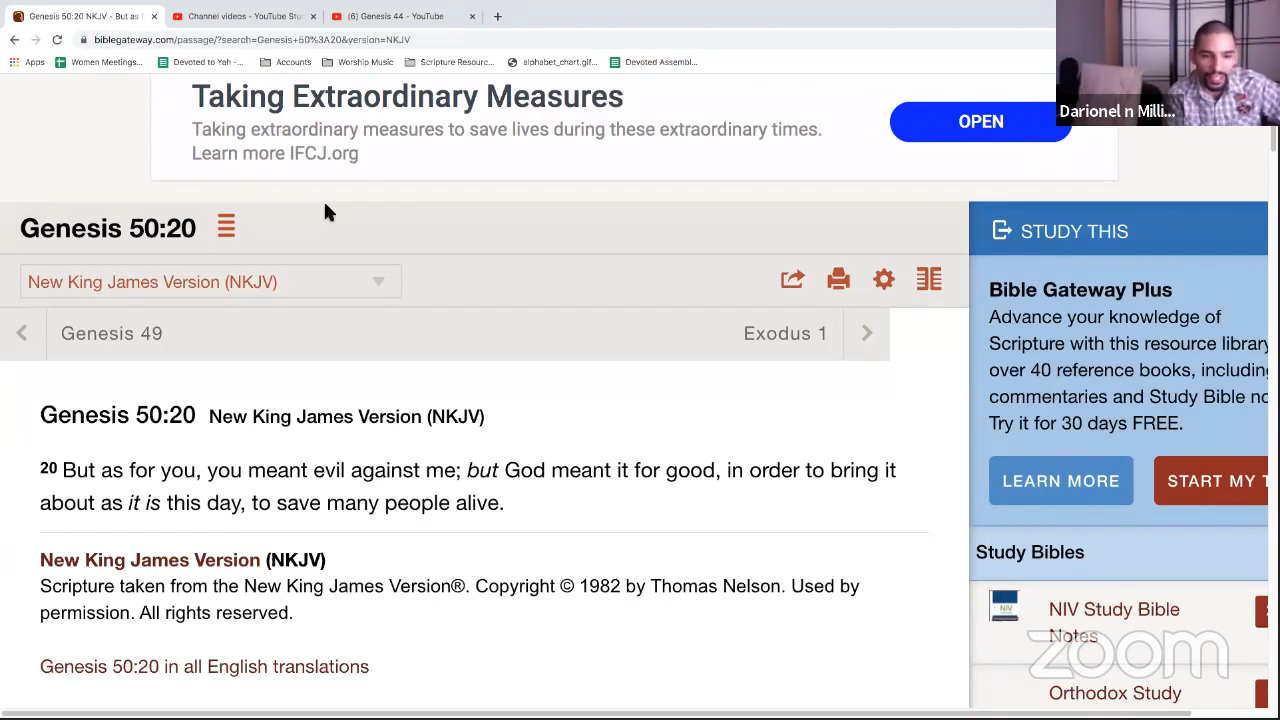 Genesis 50:20 NKJV - But as f
Channel videos - YouTube Stu
(6) Genesis 44 - YouTube
biblegateway.com/passage/?search=Genesis+50%3A20&version=NKJV
Apps
Women Meetings...
Devoted to Yah -...
Accounts
Worship Music
Scripture Resourc...
alphabet_chart.gif...
Devoted Assembl...
Darionel n Milli...
Taking Extraordinary Measures
Taking extraordinary measures to save lives during these extraordinary times.
Learn more IFCJ.org
OPEN
Genesis 50:20
New King James Version (NKJV)
Genesis 49
Exodus 1
Genesis 50:20 New King James Version (NKJV)
20 But as for you, you meant evil against me; but God meant it for good, in order to bring it
about as it is this day, to save many people alive.
New King James Version (NKJV)
Scripture taken from the New King James Version®. Copyright © 1982 by Thomas Nelson. Used by
permission. All rights reserved.
Genesis 50:20 in all English translations
STUDY THIS
Bible Gateway Plus
Advance your knowledge of
Scripture with this resource library
over 40 reference books, including
commentaries and Study Bible no
Try it for 30 days FREE.
LEARN MORE
START MY T
Study Bibles
NIV
NIV Study Bible
Notes
Orthodox Study
zoom